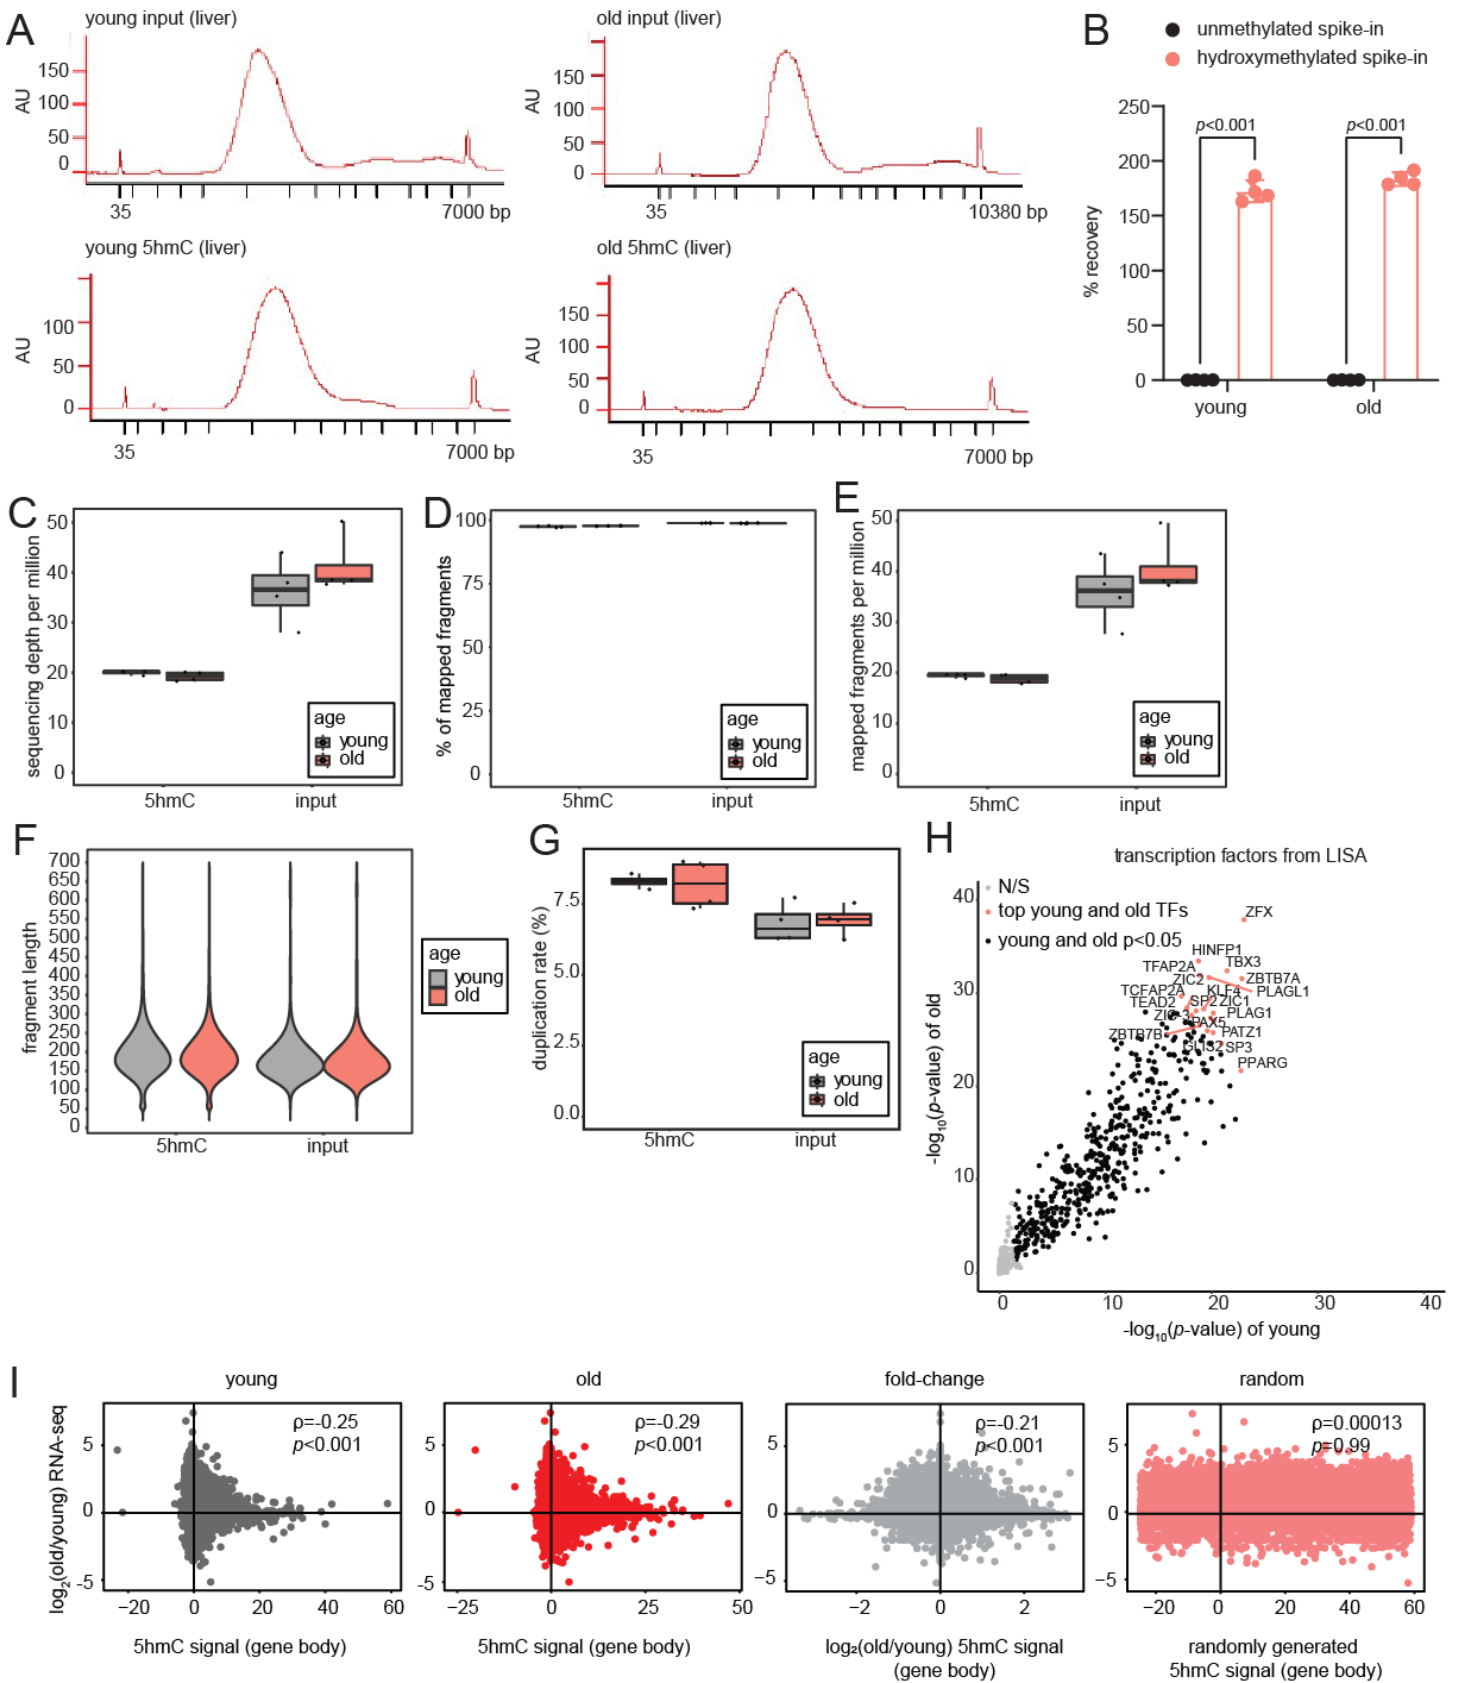 A
young input (liver)
AU
150
100
50
0
35
7000 bp
old input (liver)
AU
150
100
50
0
35
10380 bp
young 5hmC (liver)
AU
100
50
0
35
7000 bp
old 5hmC (liver)
AU
150
100
50
0
35
7000 bp
B
unmethylated spike-in
hydroxymethylated spike-in
% recovery
250
200
150
100
50
0
p<0.001
p<0.001
young
old
C
sequencing depth per million
50
40
30
20
10
0
5hmC
input
age
young
old
D
% of mapped fragments
100
75
50
25
0
5hmC
input
age
young
old
E
mapped fragments per million
50
40
30
20
10
0
5hmC
input
age
young
old
F
fragment length
700
650
600
550
500
450
400
350
300
250
200
150
100
50
0
5hmC
input
age
young
old
G
duplication rate (%)
7.5
5.0
2.5
0.0
5hmC
input
age
young
old
H
transcription factors from LISA
N/S
top young and old TFs
young and old p<0.05
-log10(p-value) of old
40
30
20
10
0
ZFX
HINFP1
TFAP2A
TBX3
ZIC2
ZBTB7A
TCFAP2A
KLF4
PLAGL1
TEAD2
SP2
ZIC1
ZIC3
PLAG1
PAX5
ZBTB7B
PATZ1
GLIS2
SP3
PPARG
0
10
20
30
40
-log10(p-value) of young
I
log2(old/young) RNA-seq
young
ρ=-0.25
p<0.001
5
0
-5
−20
0
20
40
60
5hmC signal (gene body)
old
ρ=-0.29
p<0.001
5
0
-5
−25
0
25
50
5hmC signal (gene body)
fold-change
ρ=-0.21
p<0.001
5
0
−5
−2
0
2
log2(old/young) 5hmC signal
(gene body)
random
ρ=0.00013
p=0.99
5
0
−5
−20
0
20
40
60
randomly generated
5hmC signal (gene body)